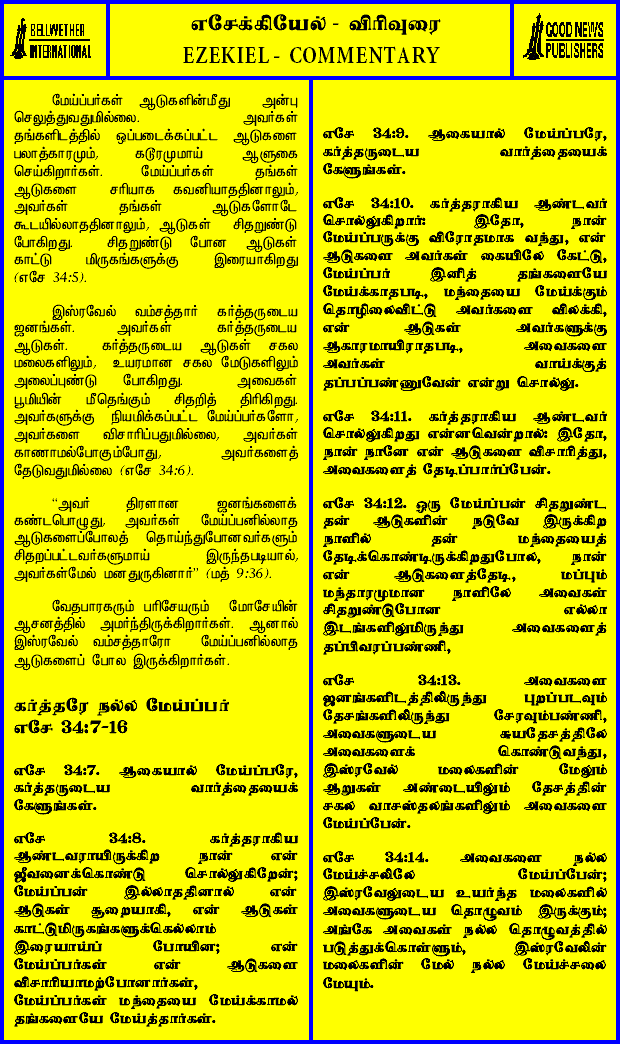 BELLWETHER
INTERNATIONAL
எசேக்கியேல் - விரிவுரை
EZEKIEL - COMMENTARY
GOOD NEWS
PUBLISHERS
மேய்ப்பர்கள் ஆடுகளின்மீது அன்பு
செலுத்துவதுமில்லை. அவர்கள்
தங்களிடத்தில் ஒப்படைக்கப்பட்ட ஆடுகளை
பலாத்காரமும், கடூரமுமாய் ஆளுகை
செய்கிறார்கள். மேய்ப்பர்கள் தங்கள்
ஆடுகளை சரியாக கவனியாததினாலும்,
அவர்கள் தங்கள் ஆடுகளோடே
கூடயில்லாததினாலும், ஆடுகள் சிதறுண்டு
போகிறது. சிதறுண்டு போன ஆடுகள்
காட்டு மிருகங்களுக்கு இரையாகிறது
(எசே 34:5).
இஸ்ரவேல் வம்சத்தார் கர்த்தருடைய
ஜனங்கள். அவர்கள் கர்த்தருடைய
ஆடுகள். கர்த்தருடைய ஆடுகள் சகல
மலைகளிலும், உயரமான சகல மேடுகளிலும்
அலைப்புண்டு போகிறது. அவைகள்
பூமியின் மீதெங்கும் சிதறித் திரிகிறது.
அவர்களுக்கு நியமிக்கப்பட்ட மேய்ப்பர்களோ,
அவர்களை விசாரிப்பதுமில்லை, அவர்கள்
காணாமல்போகும்போது, அவர்களைத்
தேடுவதுமில்லை (எசே 34:6).
“அவர் திரளான ஜனங்களைக்
கண்டபொழுது, அவர்கள் மேய்ப்பனில்லாத
ஆடுகளைப்போலத் தொய்ந்துபோனவர்களும்
சிதறப்பட்டவர்களுமாய் இருந்தபடியால்,
அவர்கள்மேல் மனதுருகினார்” (மத் 9:36).
வேதபாரகரும் பரிசேயரும் மோசேயின்
ஆசனத்தில் அமர்ந்திருக்கிறார்கள். ஆனால்
இஸ்ரவேல் வம்சத்தாரோ மேய்ப்பனில்லாத
ஆடுகளைப் போல இருக்கிறார்கள்.
கர்த்தரே நல்ல மேய்ப்பர்
எசே 34:7-16
எசே 34:7. ஆகையால் மேய்ப்பரே,
கர்த்தருடைய வார்த்தையைக்
கேளுங்கள்.
எசே 34:8. கர்த்தராகிய
ஆண்டவராயிருக்கிற நான் என்
ஜீவனைக்கொண்டு சொல்லுகிறேன்;
மேய்ப்பன் இல்லாததினால் என்
ஆடுகள் சூறையாகி, என் ஆடுகள்
காட்டுமிருகங்களுக்கெல்லாம்
இரையாய்ப் போயின; என்
மேய்ப்பர்கள் என் ஆடுகளை
விசாரியாமற்போனார்கள்,
மேய்ப்பர்கள் மந்தையை மேய்க்காமல்
தங்களையே மேய்த்தார்கள்.
எசே 34:9. ஆகையால் மேய்ப்பரே,
கர்த்தருடைய வார்த்தையைக்
கேளுங்கள்.
எசே 34:10. கர்த்தராகிய ஆண்டவர்
சொல்லுகிறார்: இதோ, நான்
மேய்ப்பருக்கு விரோதமாக வந்து, என்
ஆடுகளை அவர்கள் கையிலே கேட்டு,
மேய்ப்பர் இனித் தங்களையே
மேய்க்காதபடி, மந்தையை மேய்க்கும்
தொழிலைவிட்டு அவர்களை விலக்கி,
என் ஆடுகள் அவர்களுக்கு
ஆகாரமாயிராதபடி, அவைகளை
அவர்கள் வாய்க்குத்
தப்பப்பண்ணுவேன் என்று சொல்லு.
எசே 34:11. கர்த்தராகிய ஆண்டவர்
சொல்லுகிறது என்னவென்றால்: இதோ,
நான் நானே என் ஆடுகளை விசாரித்து,
அவைகளைத் தேடிப்பார்ப்பேன்.
எசே 34:12. ஒரு மேய்ப்பன் சிதறுண்ட
தன் ஆடுகளின் நடுவே இருக்கிற
நாளில் தன் மந்தையைத்
தேடிக்கொண்டிருக்கிறதுபோல, நான்
என் ஆடுகளைத்தேடி, மப்பும்
மந்தாரமுமான நாளிலே அவைகள்
சிதறுண்டுபோன எல்லா
இடங்களிலுமிருந்து அவைகளைத்
தப்பிவரப்பண்ணி,
எசே 34:13. அவைகளை
ஜனங்களிடத்திலிருந்து புறப்படவும்
தேசங்களிலிருந்து சேரவும்பண்ணி,
அவைகளுடைய சுயதேசத்திலே
அவைகளைக் கொண்டுவந்து,
இஸ்ரவேல் மலைகளின் மேலும்
ஆறுகள் அண்டையிலும் தேசத்தின்
சகல வாசஸ்தலங்களிலும் அவைகளை
மேய்ப்பேன்.
எசே 34:14. அவைகளை நல்ல
மேய்ச்சலிலே மேய்ப்பேன்;
இஸ்ரவேலுடைய உயர்ந்த மலைகளில்
அவைகளுடைய தொழுவம் இருக்கும்;
அங்கே அவைகள் நல்ல தொழுவத்தில்
படுத்துக்கொள்ளும், இஸ்ரவேலின்
மலைகளின் மேல் நல்ல மேய்ச்சலை
மேயும்.